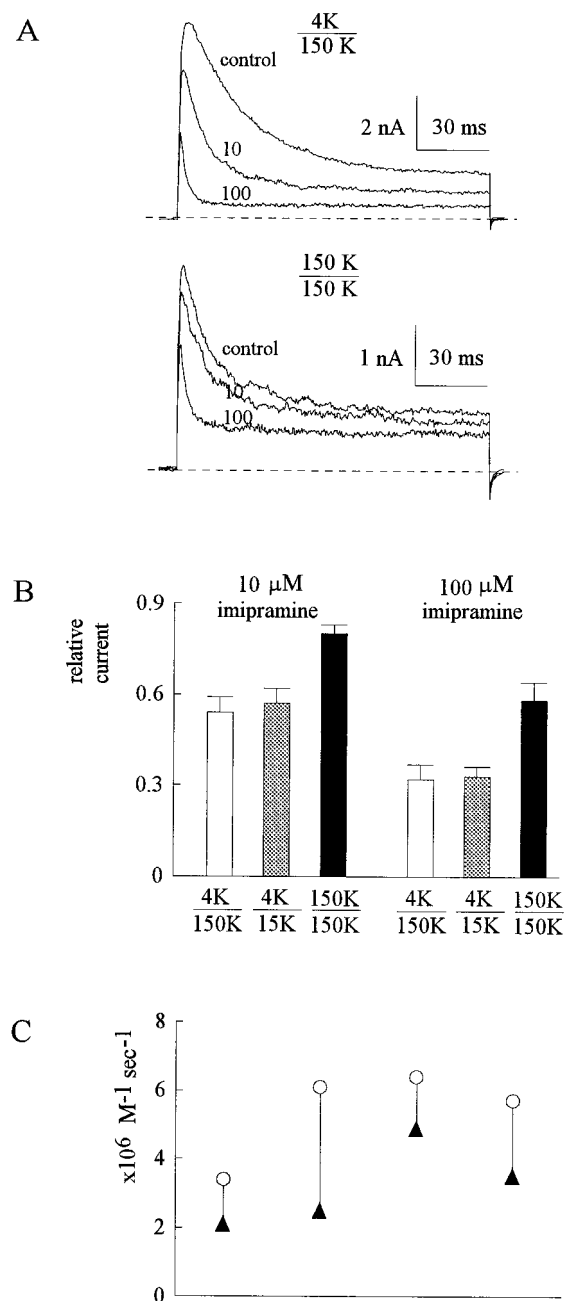 A
4K
150 K
control
2 nA
30 ms
10
100
150 K
150 K
control
1 nA
30 ms
10
100
B
10 μM
imipramine
100 μM
imipramine
relative
current
0.9
0.6
0.3
0
4K
150K
4K
15K
150K
150K
4K
150K
4K
15K
150K
150K
C
x10⁶ M⁻¹ sec⁻¹
8
6
4
2
0